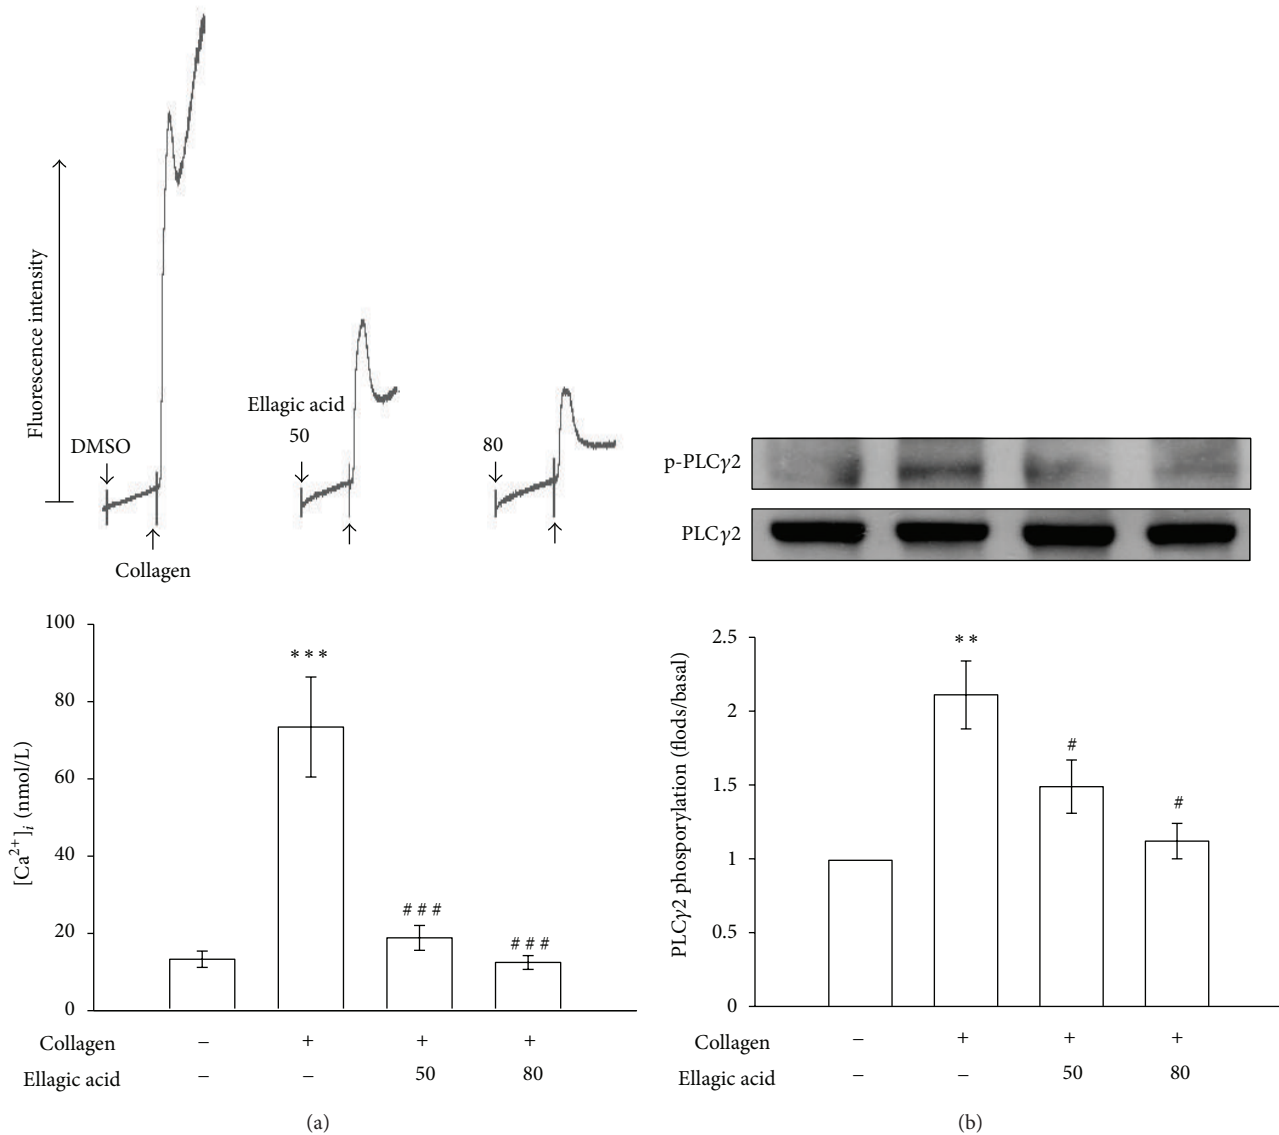 Fluorescence intensity
DMSO
Collagen
Ellagic acid
50
80
[Ca²⁺]ᵢ (nmol/L)
100
80
60
40
20
0
* * *
# # #
# # #
Collagen − + + +
Ellagic acid − − 50 80
(a)
p-PLCγ2
PLCγ2
PLCγ2 phosporylation (flods/basal)
2.5
2
1.5
1
0.5
0
* *
#
#
Collagen − + + +
Ellagic acid − − 50 80
(b)